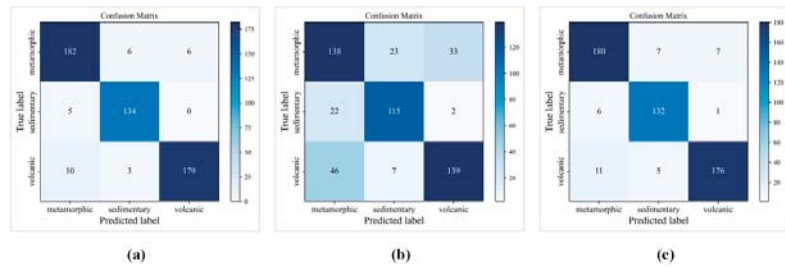 Confusion Matrix
metamorphic 182 6 6
sedimentary 5 134 0
volcanic 10 3 179
metamorphic sedimentary volcanic
Predicted label
True label
175
150
125
100
75
50
25
0
(a)
Confusion Matrix
metamorphic 138 23 33
sedimentary 22 115 2
volcanic 46 7 139
metamorphic sedimentary volcanic
Predicted label
True label
120
100
80
60
40
20
(b)
Confusion Matrix
metamorphic 180 7 7
sedimentary 6 132 1
volcanic 11 5 176
metamorphic sedimentary volcanic
Predicted label
True label
180
160
140
120
100
80
60
40
20
(c)